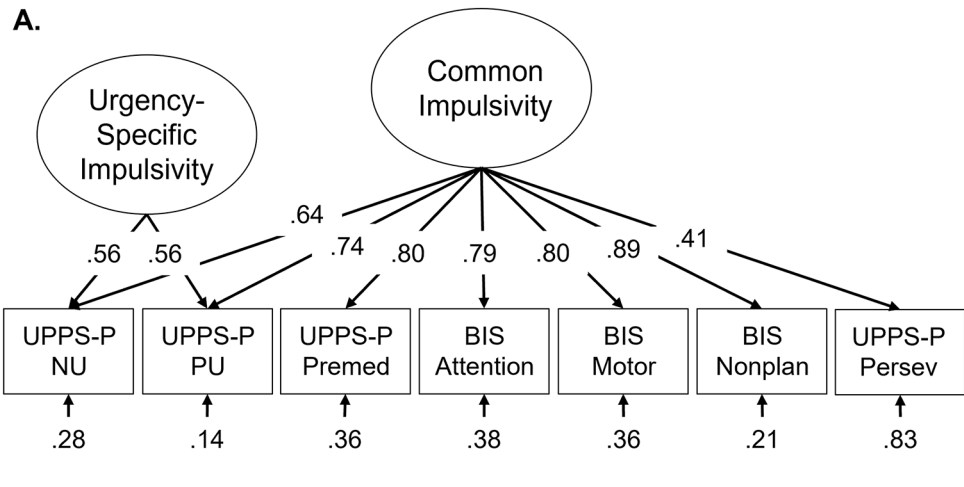 A.
Urgency-
Specific
Impulsivity
Common
Impulsivity
.56 .56 .64 .74 .80 .79 .80 .89 .41
UPPS-P
NU
UPPS-P
PU
UPPS-P
Premed
BIS
Attention
BIS
Motor
BIS
Nonplan
UPPS-P
Persev
.28 .14 .36 .38 .36 .21 .83